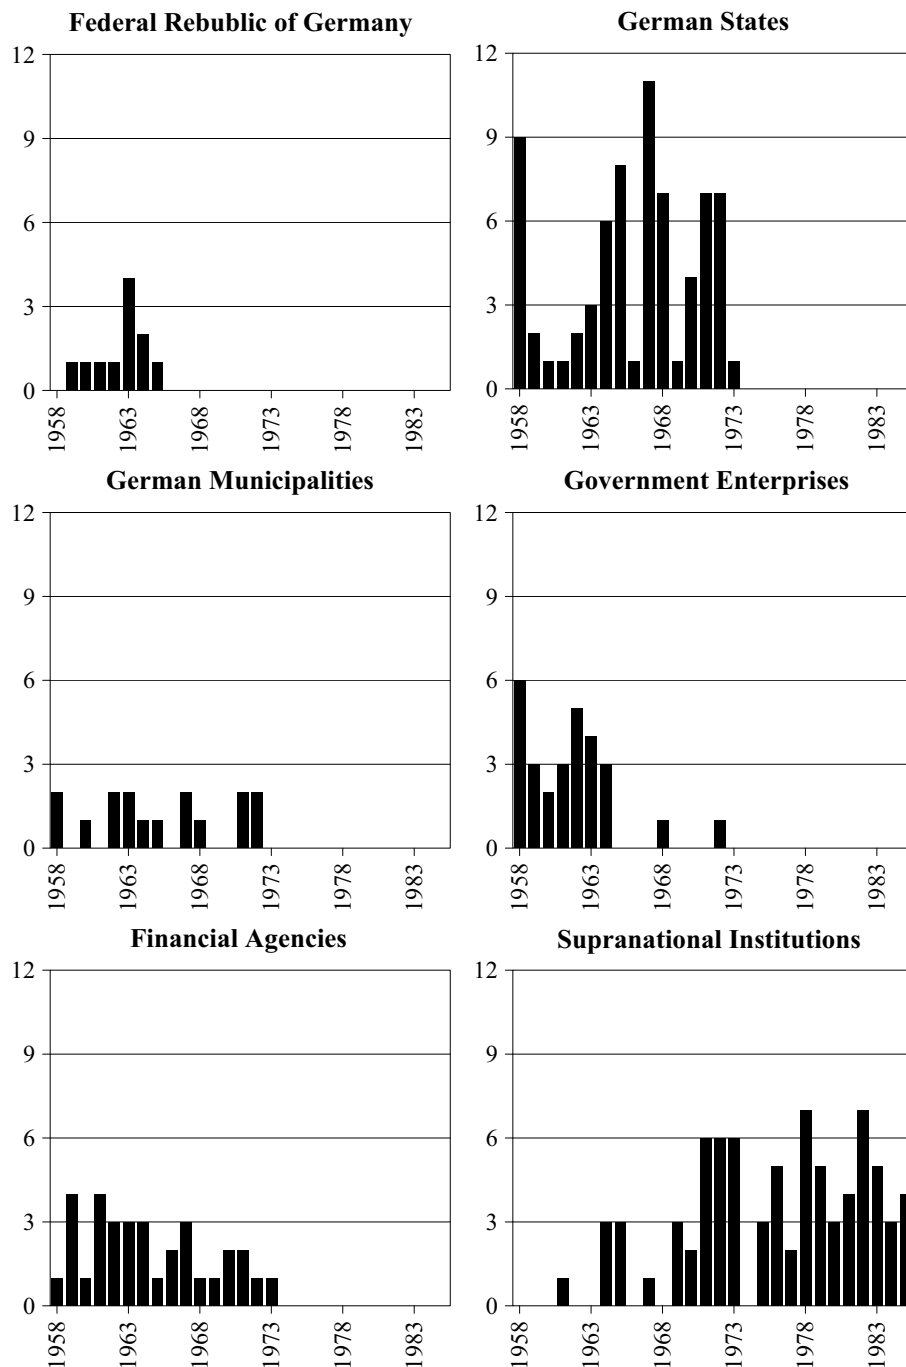 Federal Rebublic of Germany
12
9
6
3
0
1958 1963 1968 1973 1978 1983
German States
12
9
6
3
0
1958 1963 1968 1973 1978 1983
German Municipalities
12
9
6
3
0
1958 1963 1968 1973 1978 1983
Government Enterprises
12
9
6
3
0
1958 1963 1968 1973 1978 1983
Financial Agencies
12
9
6
3
0
1958 1963 1968 1973 1978 1983
Supranational Institutions
12
9
6
3
0
1958 1963 1968 1973 1978 1983